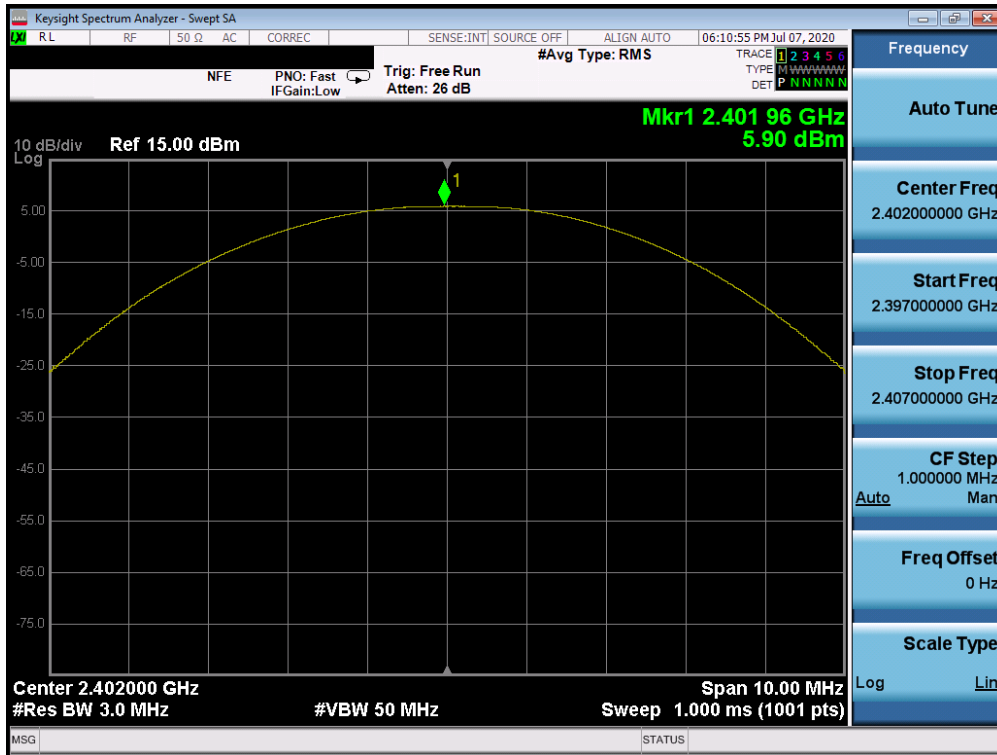 Keysight Spectrum Analyzer - Swept SA
LXI RL RF 50 Ω AC CORREC SENSE:INT SOURCE OFF ALIGN AUTO 06:10:55 PM Jul 07, 2020
#Avg Type: RMS
TRACE 1 2 3 4 5 6
TYPE M WWWWW
DET P N N N N N
NFE
PNO: Fast
IFGain:Low
Trig: Free Run
Atten: 26 dB
Mkr1 2.401 96 GHz
5.90 dBm
10 dB/div
Log
Ref 15.00 dBm
1
5.00
-5.00
-15.0
-25.0
-35.0
-45.0
-55.0
-65.0
-75.0
Center 2.402000 GHz
Span 10.00 MHz
#Res BW 3.0 MHz
#VBW 50 MHz
Sweep 1.000 ms (1001 pts)
MSG
STATUS
Frequency
Auto Tune
Center Freq
2.402000000 GHz
Start Freq
2.397000000 GHz
Stop Freq
2.407000000 GHz
CF Step
1.000000 MHz
Auto Man
Freq Offset
0 Hz
Scale Type
Log Lin